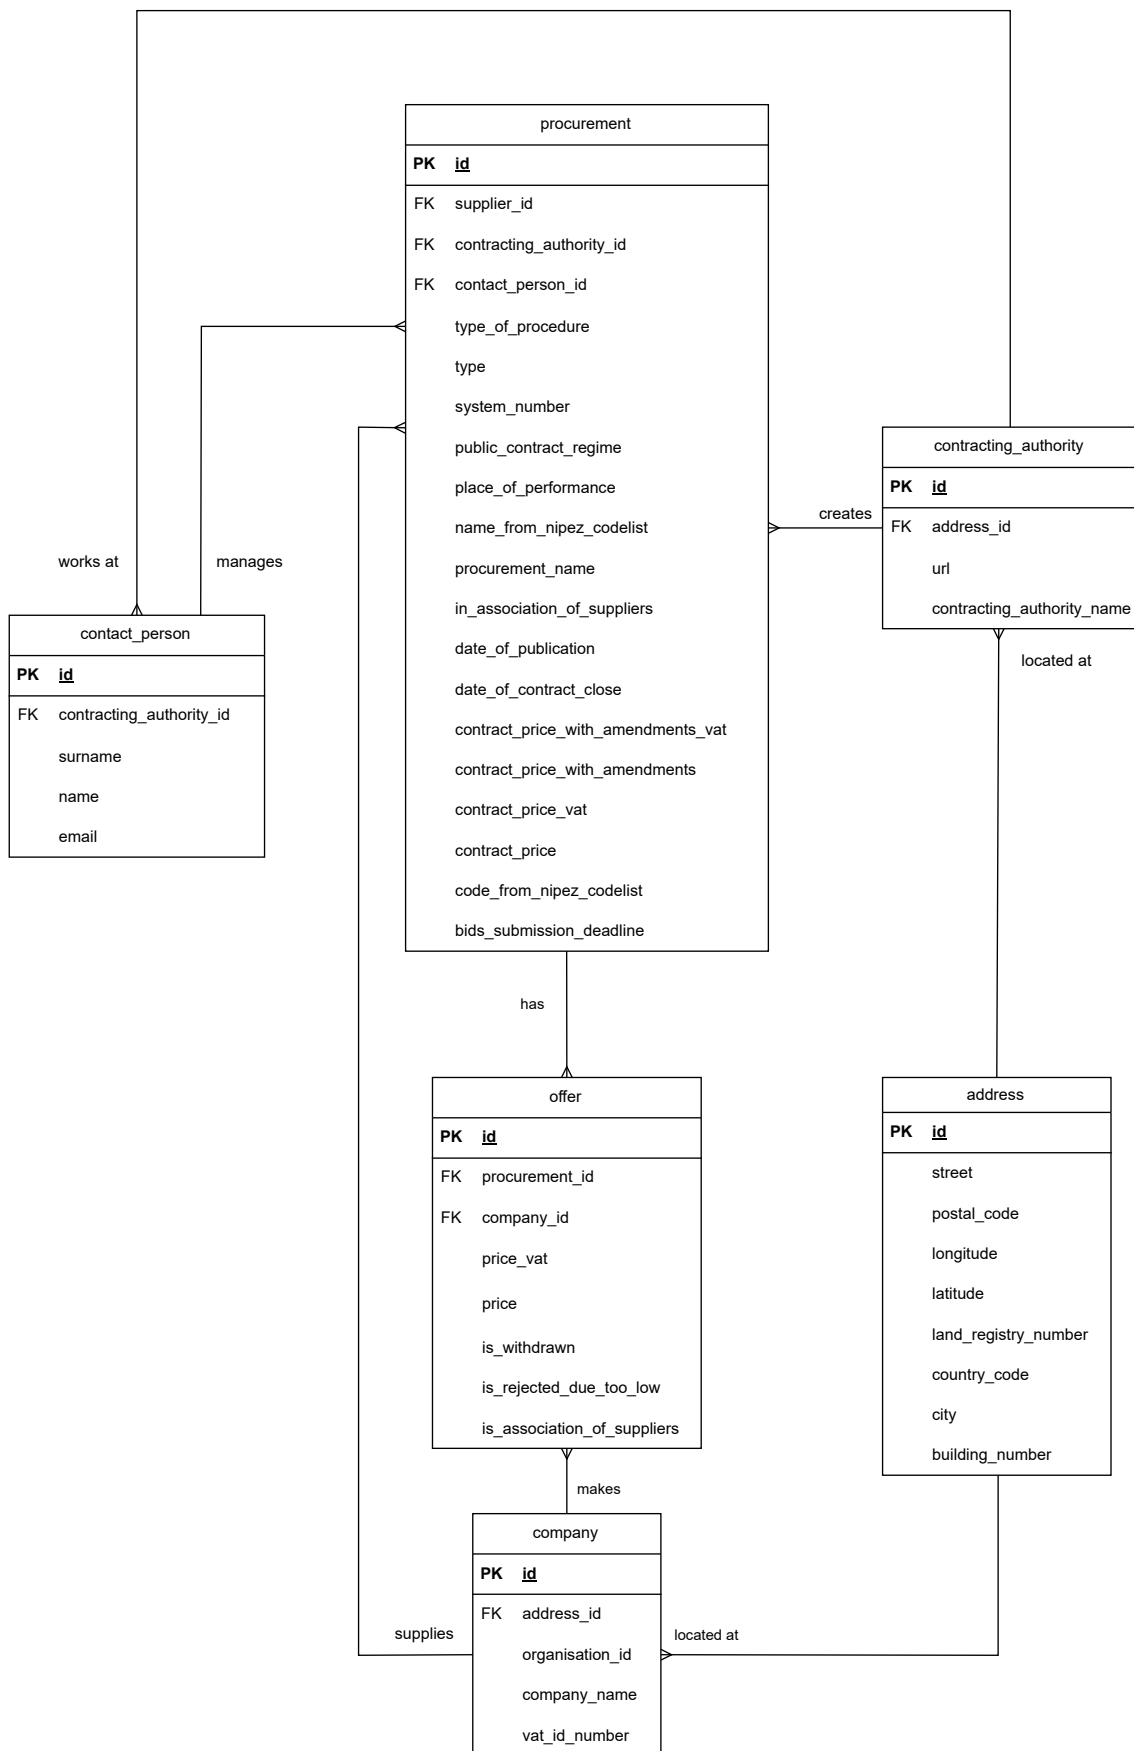 procurement
PK id
FK supplier_id
FK contracting_authority_id
FK contact_person_id
type_of_procedure
type
system_number
public_contract_regime
place_of_performance
name_from_nipez_codelist
procurement_name
in_association_of_suppliers
date_of_publication
date_of_contract_close
contract_price_with_amendments_vat
contract_price_with_amendments
contract_price_vat
contract_price
code_from_nipez_codelist
bids_submission_deadline
contracting_authority
PK id
FK address_id
url
contracting_authority_name
creates
works at
manages
located at
contact_person
PK id
FK contracting_authority_id
surname
name
email
has
offer
PK id
FK procurement_id
FK company_id
price_vat
price
is_withdrawn
is_rejected_due_too_low
is_association_of_suppliers
address
PK id
street
postal_code
longitude
latitude
land_registry_number
country_code
city
building_number
makes
company
PK id
FK address_id
organisation_id
company_name
vat_id_number
supplies
located at